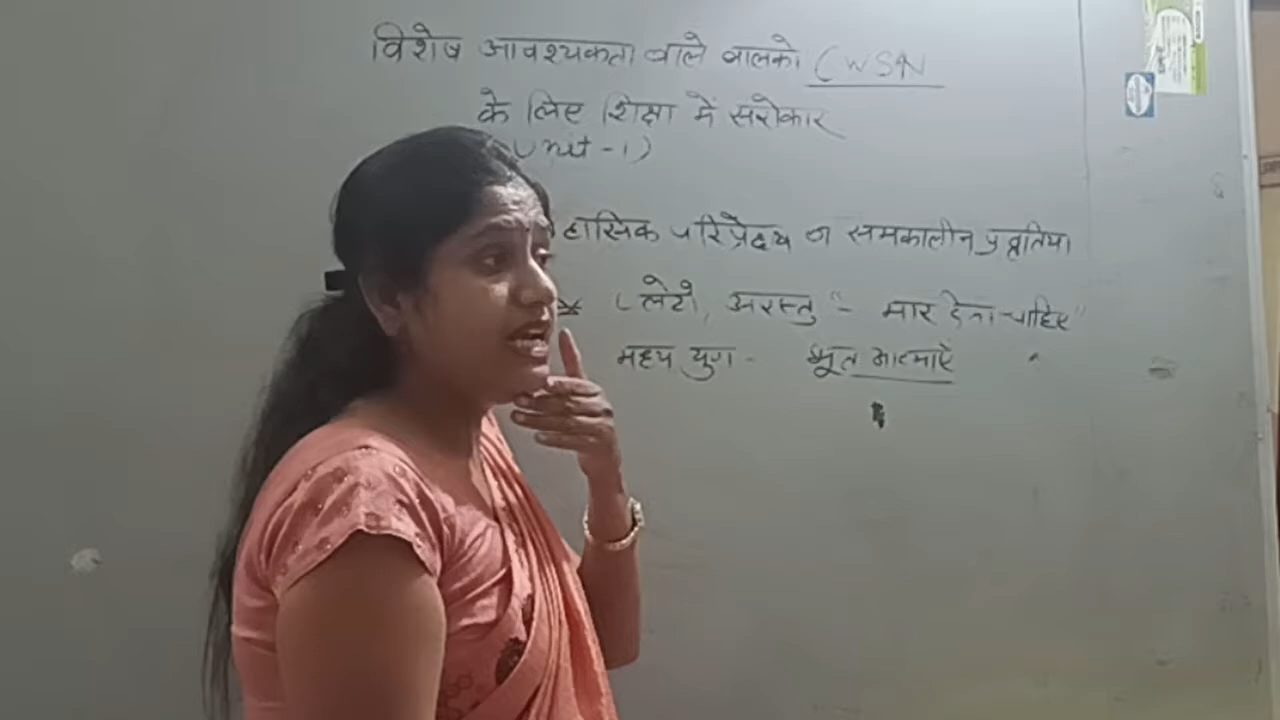 विशेष आवश्यकता वाले बालको (CWSN
के लिए शिक्षा में सरोकार
(Unit-1)
हासिक परिप्रेक्ष्य व समकालीन प्रवृतिया
प्लेटो, अरस्तु "- मार देना चाहिए"
मध्य युग - भूत आत्माऐ